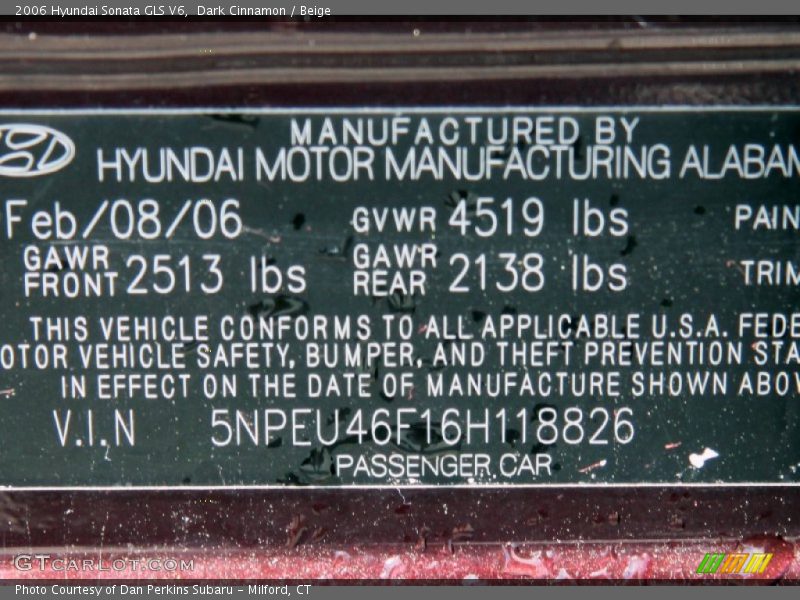 2006 Hyundai Sonata GLS V6,  Dark Cinnamon / Beige
MANUFACTURED BY
HYUNDAI MOTOR MANUFACTURING ALABAM
Feb/08/06 GVWR 4519 lbs PAIN
GAWR FRONT 2513 lbs GAWR REAR 2138 lbs TRIM
THIS VEHICLE CONFORMS TO ALL APPLICABLE U.S.A. FEDE
OTOR VEHICLE SAFETY, BUMPER, AND THEFT PREVENTION STA
IN EFFECT ON THE DATE OF MANUFACTURE SHOWN ABOV
V.I.N 5NPEU46F16H118826
PASSENGER CAR
GTCARLOT.COM
Photo Courtesy of Dan Perkins Subaru - Milford, CT